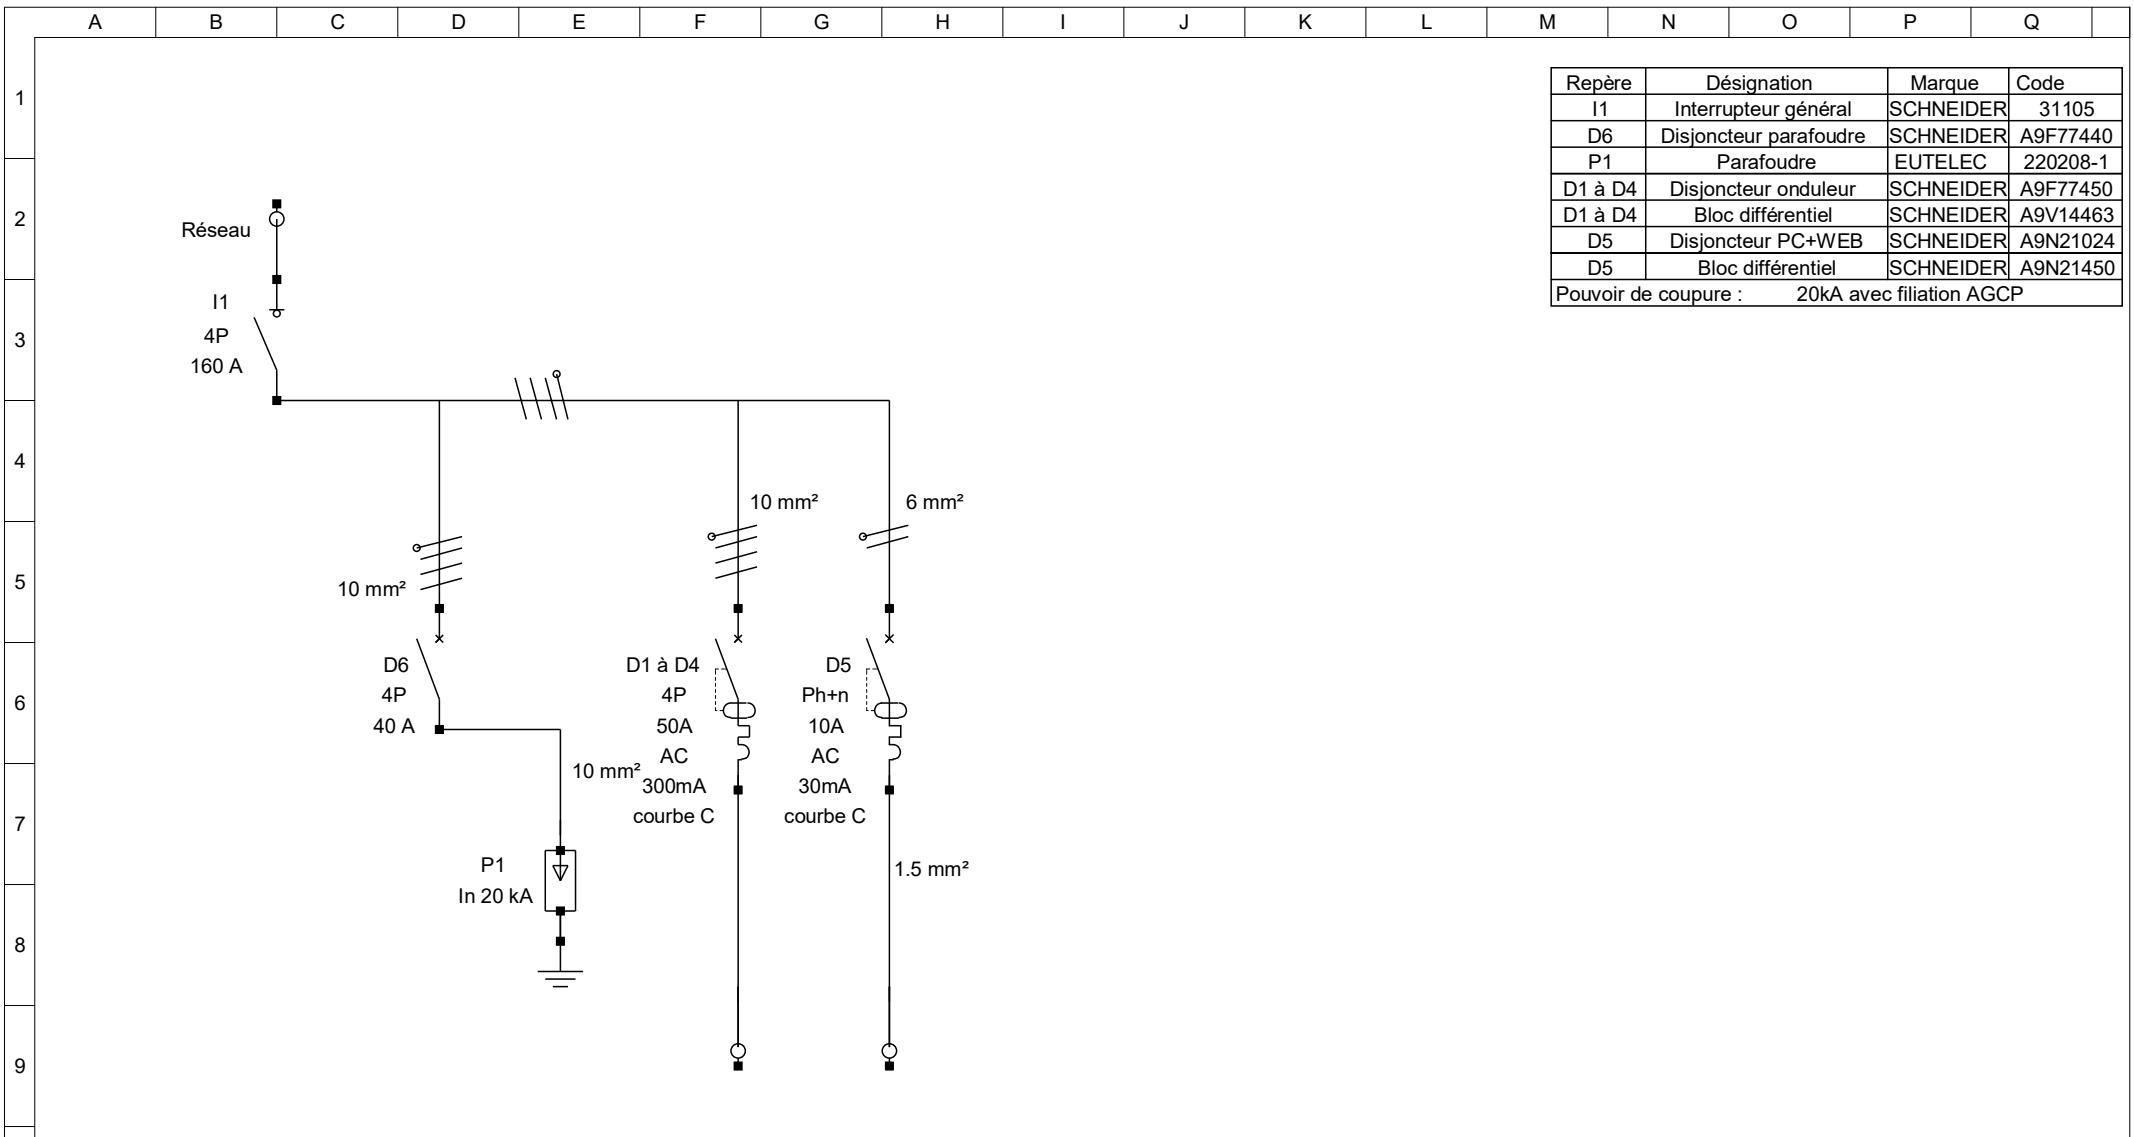 A B C D E F G H I J K L M N O P Q
1
2
3
4
5
6
7
8
9
Repère Désignation Marque Code
I1 Interrupteur général SCHNEIDER 31105
D6 Disjoncteur parafoudre SCHNEIDER A9F77440
P1 Parafoudre EUTELEC 220208-1
D1 à D4 Disjoncteur onduleur SCHNEIDER A9F77450
D1 à D4 Bloc différentiel SCHNEIDER A9V14463
D5 Disjoncteur PC+WEB SCHNEIDER A9N21024
D5 Bloc différentiel SCHNEIDER A9N21450
Pouvoir de coupure : 20kA avec filiation AGCP
Réseau
I1
4P
160 A
10 mm²
6 mm²
10 mm²
D6
4P
40 A
10 mm²
D1 à D4
4P
50A
AC
300mA
courbe C
D5
Ph+n
10A
AC
30mA
courbe C
P1
In 20 kA
1.5 mm²